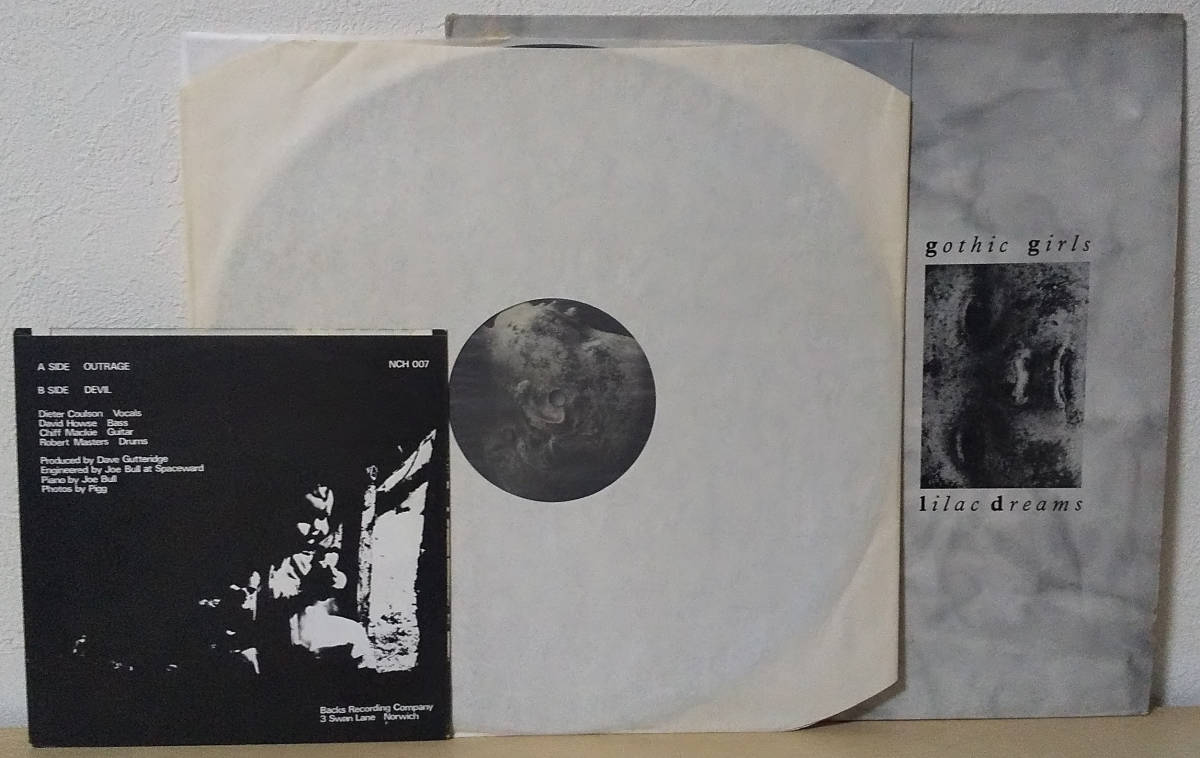 A SIDE OUTRAGE
NCH 007
B SIDE DEVIL
Dieter Coulson Vocals
David Howse Bass
Chiff Mackie Guitar
Robert Masters Drums
Produced by Dave Gutteridge
Engineered by Joe Bull at Spaceward
Piano by Joe Bull
Photos by Pigg
Backs Recording Company
3 Swan Lane Norwich
gothic girls
lilac dreams